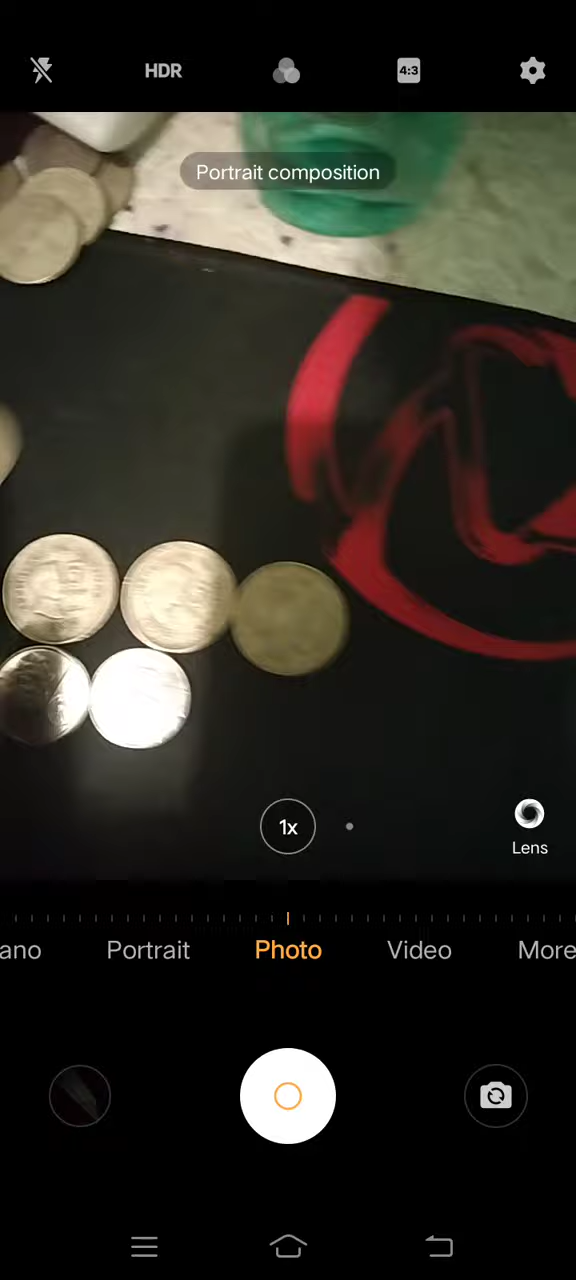 HDR
4:3
Portrait composition
1x
Lens
ano
Portrait
Photo
Video
More